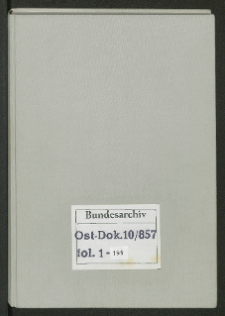 Bundesarchiv
Ost-Dok.10/857
fol. 1-